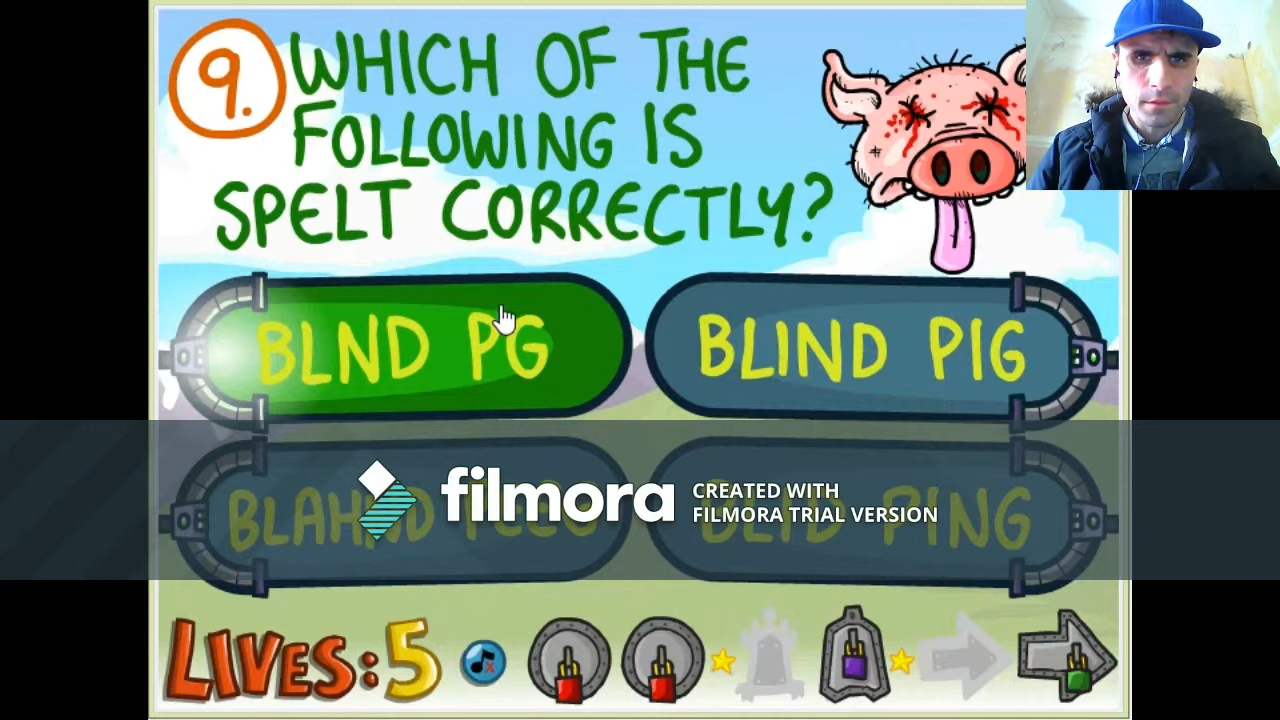 9.
WHICH OF THE
FOLLOWING IS
SPELT CORRECTLY?
BLND PG
BLIND PIG
BLID PING
filmora
CREATED WITH
FILMORA TRIAL VERSION
LIVES: 5